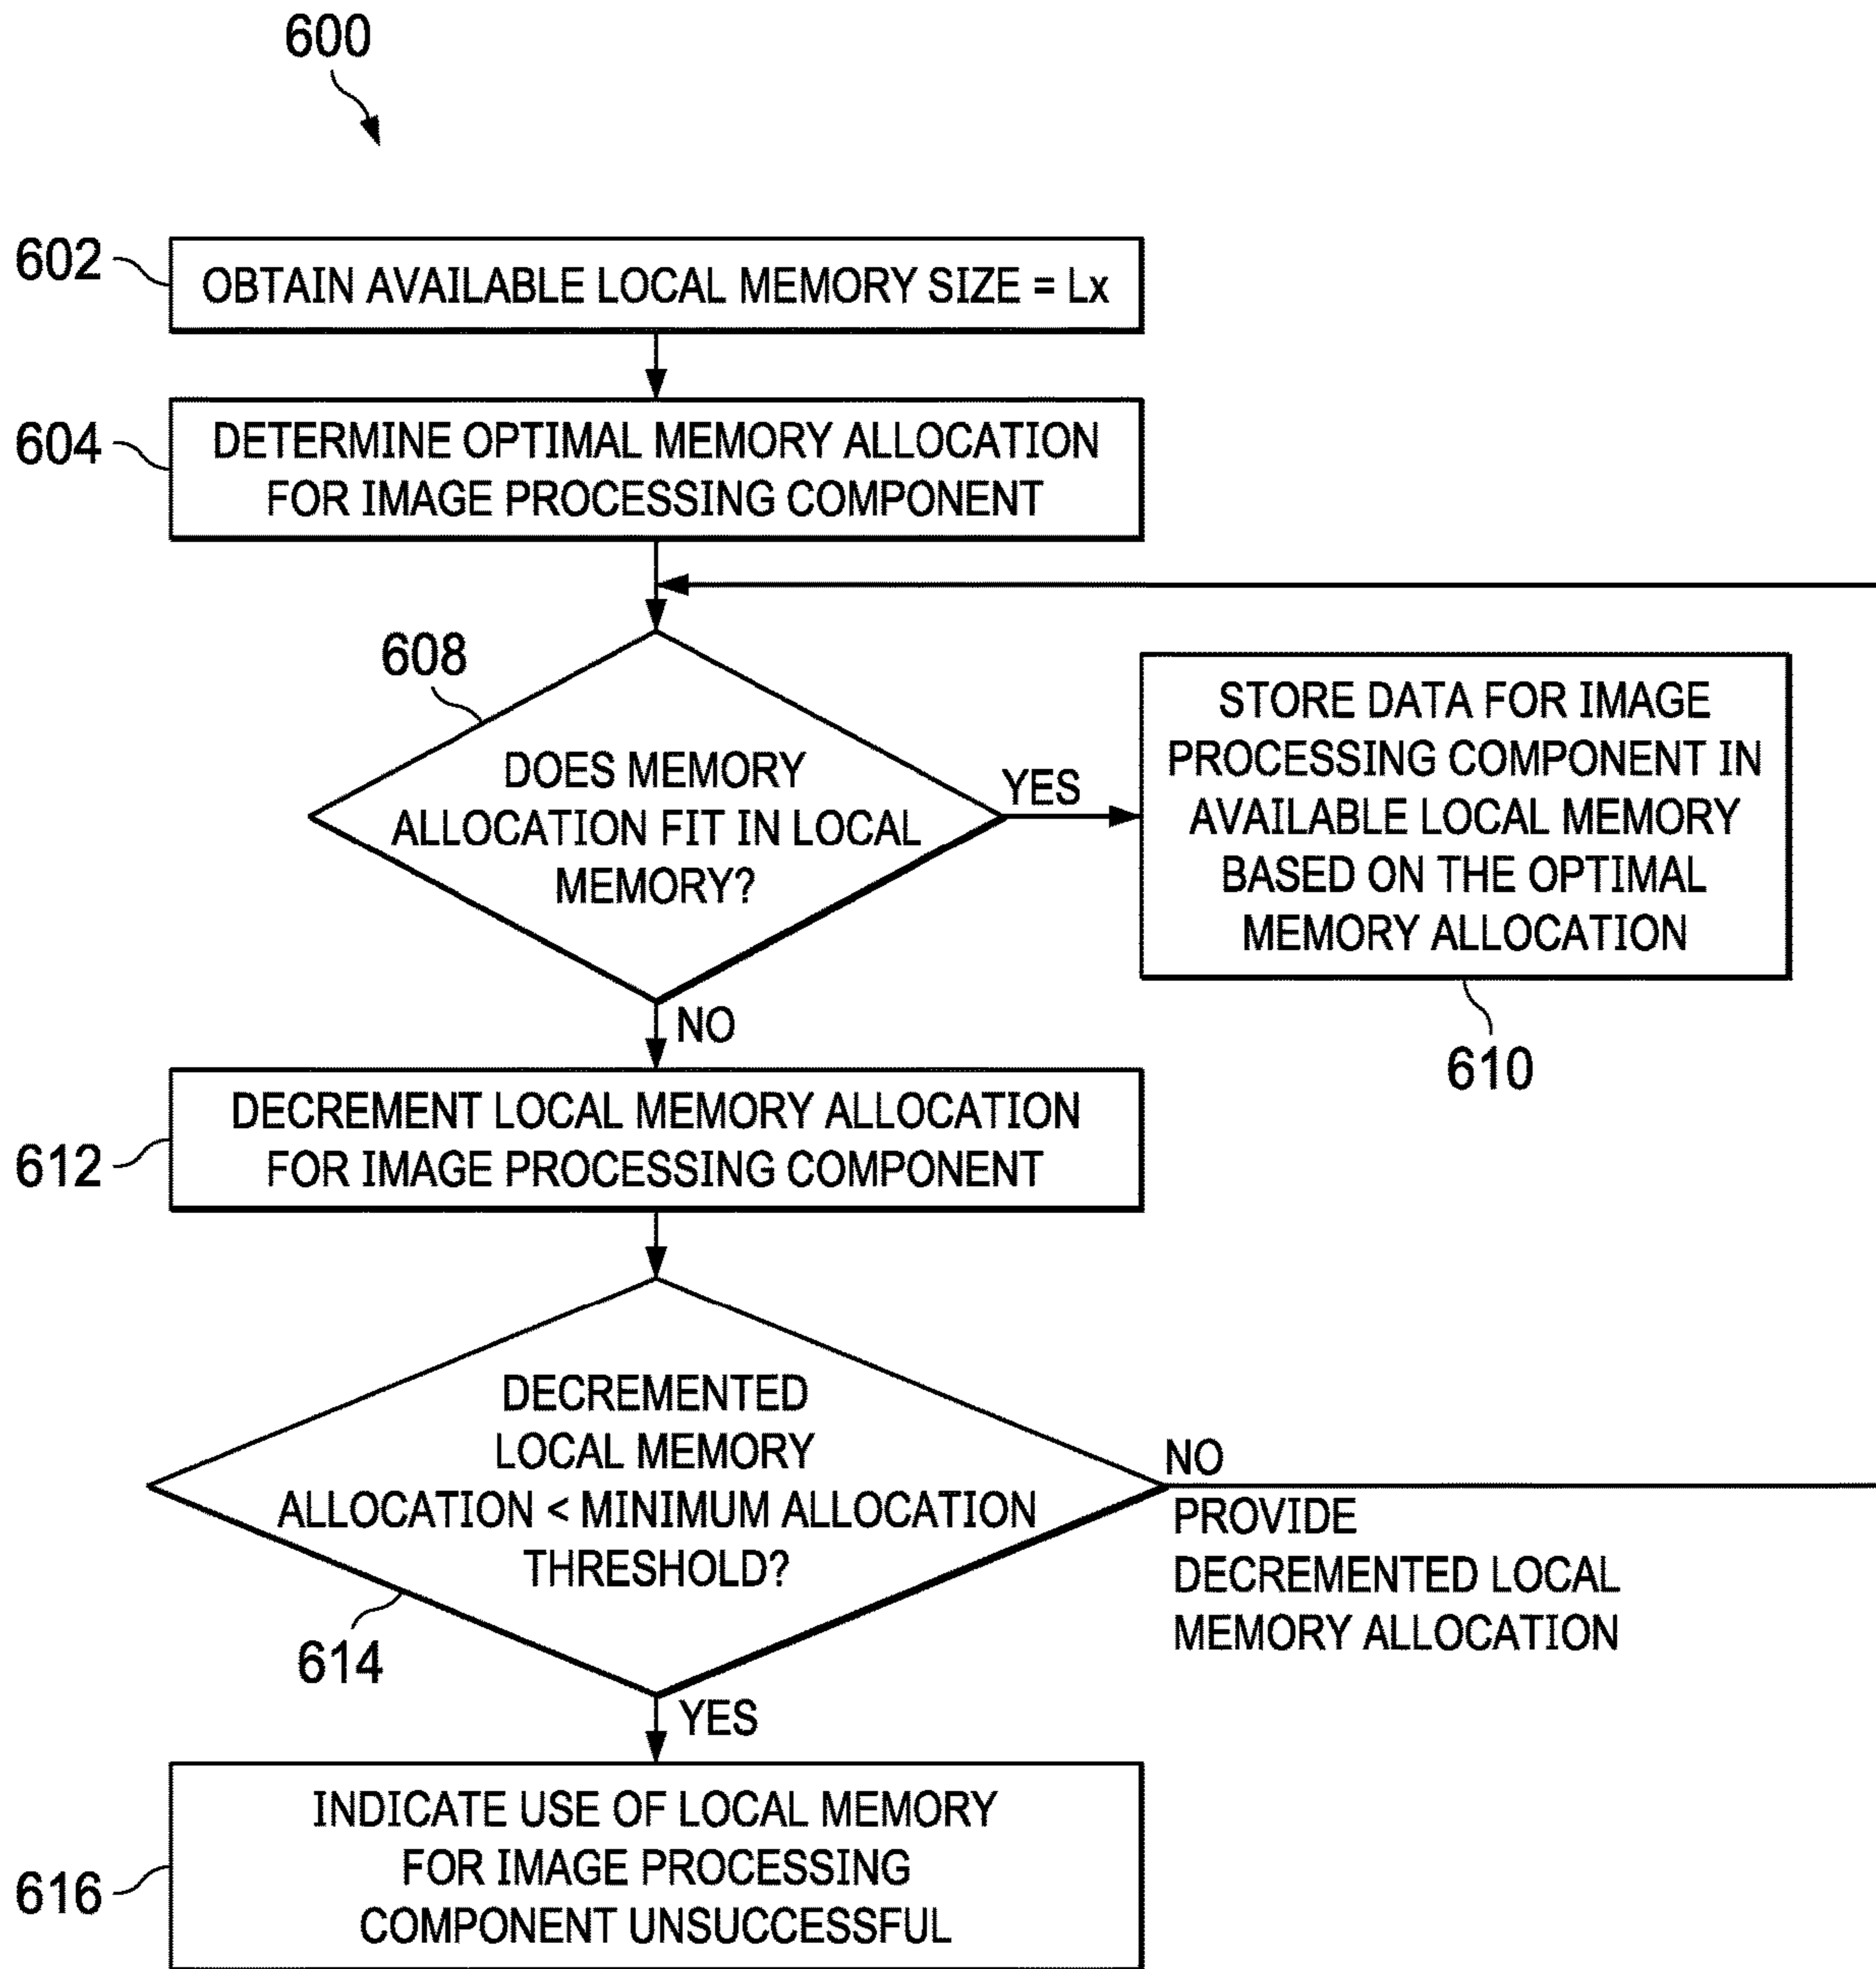 600
602
OBTAIN AVAILABLE LOCAL MEMORY SIZE = Lx
604
DETERMINE OPTIMAL MEMORY ALLOCATION
FOR IMAGE PROCESSING COMPONENT
608
DOES MEMORY
ALLOCATION FIT IN LOCAL
MEMORY?
YES
STORE DATA FOR IMAGE
PROCESSING COMPONENT IN
AVAILABLE LOCAL MEMORY
BASED ON THE OPTIMAL
MEMORY ALLOCATION
610
NO
612
DECREMENT LOCAL MEMORY ALLOCATION
FOR IMAGE PROCESSING COMPONENT
DECREMENTED
LOCAL MEMORY
ALLOCATION < MINIMUM ALLOCATION
THRESHOLD?
614
NO
PROVIDE
DECREMENTED LOCAL
MEMORY ALLOCATION
YES
616
INDICATE USE OF LOCAL MEMORY
FOR IMAGE PROCESSING
COMPONENT UNSUCCESSFUL